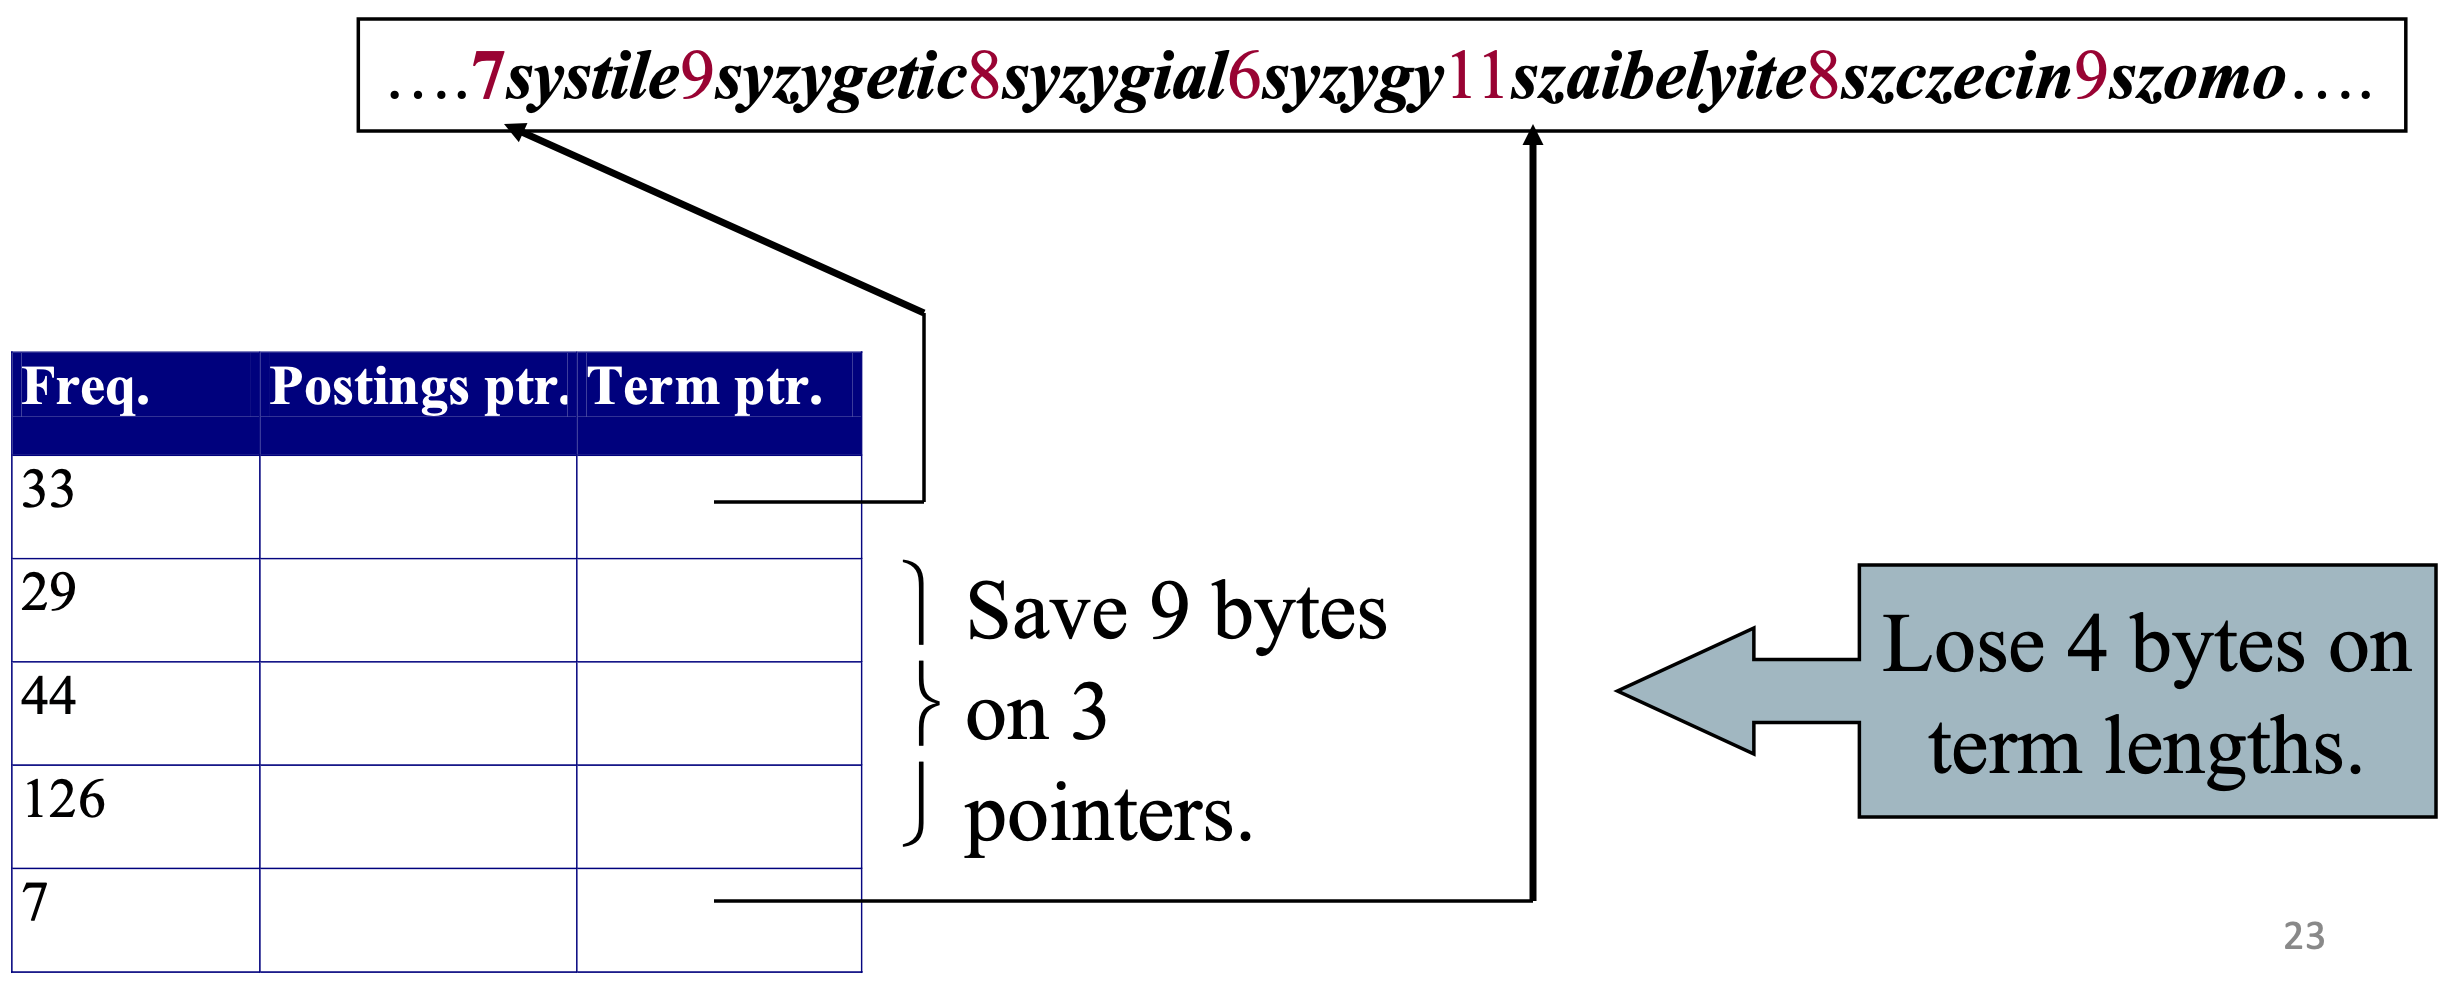 ....7systile9syzygetic8syzygial6syzygy11szaibelyite8szczecin9szomo....
Freq. Postings ptr. Term ptr.
33
29
44
126
7
Save 9 bytes
on 3
pointers.
Lose 4 bytes on
term lengths.
23